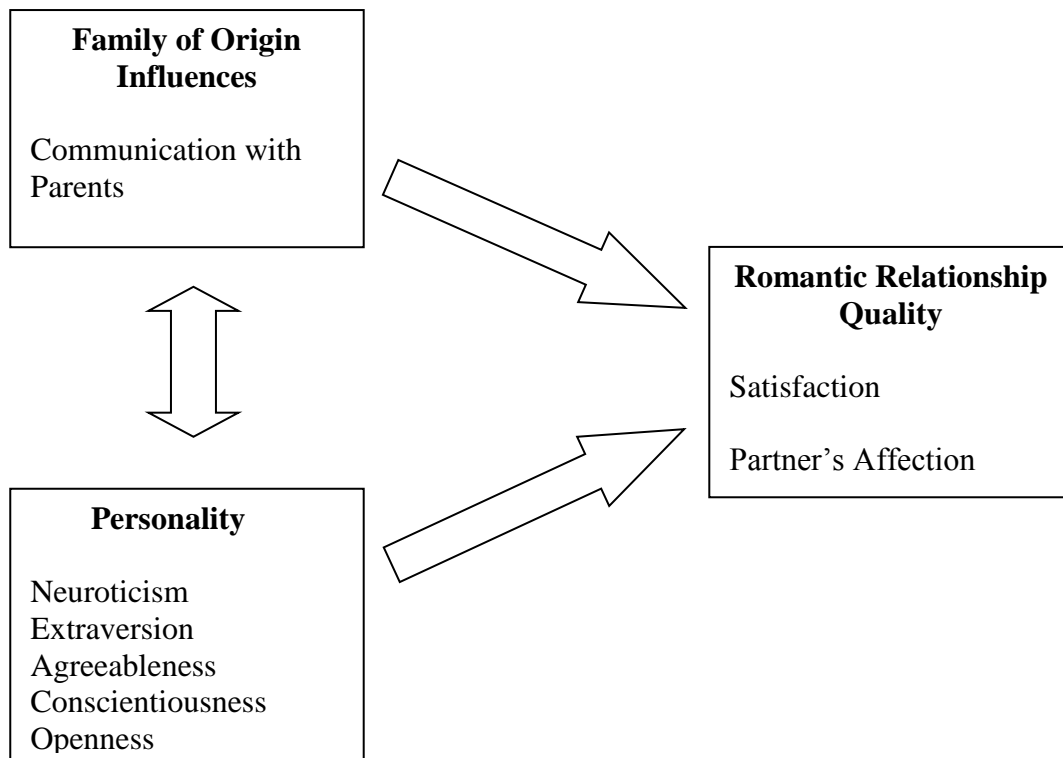 Family of Origin
Influences
Communication with
Parents
Romantic Relationship
Quality
Satisfaction
Partner’s Affection
Personality
Neuroticism
Extraversion
Agreeableness
Conscientiousness
Openness